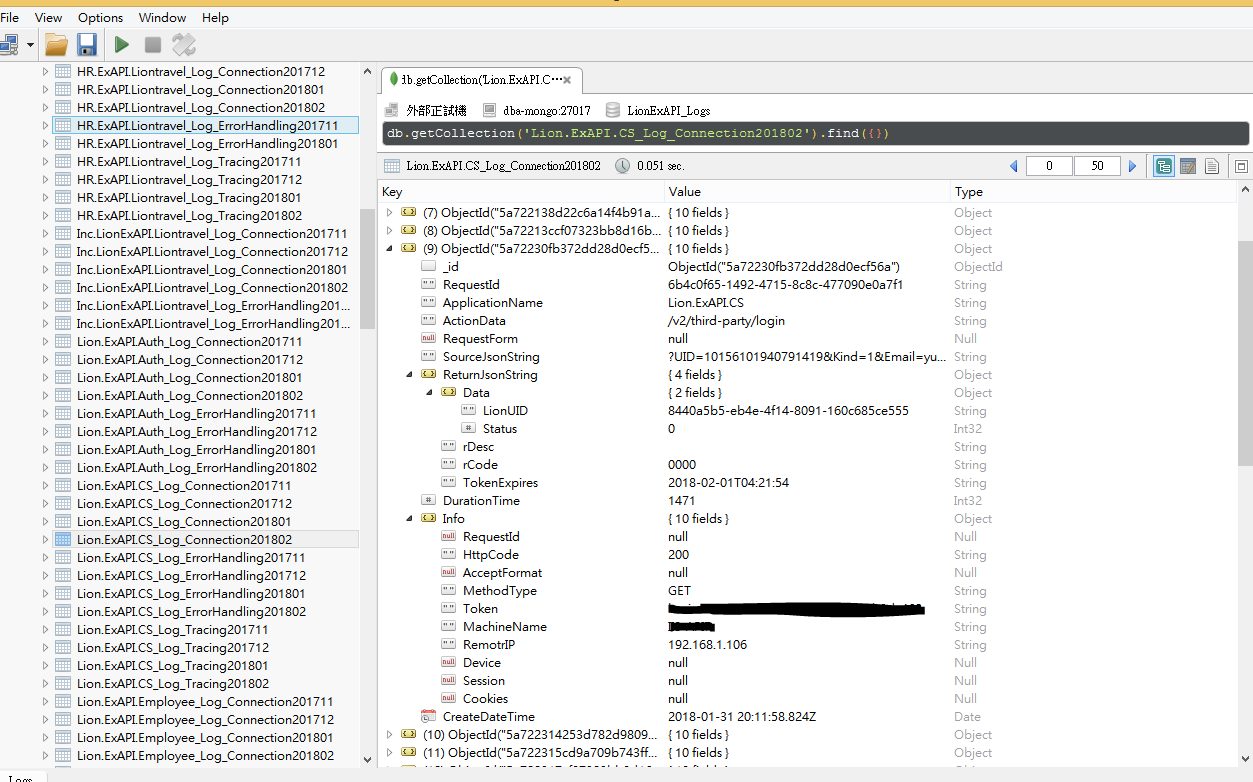 File View Options Window Help
HR.ExAPI.Liontravel_Log_Connection201712
HR.ExAPI.Liontravel_Log_Connection201801
HR.ExAPI.Liontravel_Log_Connection201802
HR.ExAPI.Liontravel_Log_ErrorHandling201711
HR.ExAPI.Liontravel_Log_ErrorHandling201801
HR.ExAPI.Liontravel_Log_Tracing201711
HR.ExAPI.Liontravel_Log_Tracing201712
HR.ExAPI.Liontravel_Log_Tracing201801
HR.ExAPI.Liontravel_Log_Tracing201802
Inc.LionExAPI.Liontravel_Log_Connection201711
Inc.LionExAPI.Liontravel_Log_Connection201712
Inc.LionExAPI.Liontravel_Log_Connection201801
Inc.LionExAPI.Liontravel_Log_Connection201802
Inc.LionExAPI.Liontravel_Log_ErrorHandling201...
Inc.LionExAPI.Liontravel_Log_ErrorHandling201...
Lion.ExAPI.Auth_Log_Connection201711
Lion.ExAPI.Auth_Log_Connection201712
Lion.ExAPI.Auth_Log_Connection201801
Lion.ExAPI.Auth_Log_Connection201802
Lion.ExAPI.Auth_Log_ErrorHandling201711
Lion.ExAPI.Auth_Log_ErrorHandling201712
Lion.ExAPI.Auth_Log_ErrorHandling201801
Lion.ExAPI.Auth_Log_ErrorHandling201802
Lion.ExAPI.CS_Log_Connection201711
Lion.ExAPI.CS_Log_Connection201712
Lion.ExAPI.CS_Log_Connection201801
Lion.ExAPI.CS_Log_Connection201802
Lion.ExAPI.CS_Log_ErrorHandling201711
Lion.ExAPI.CS_Log_ErrorHandling201712
Lion.ExAPI.CS_Log_ErrorHandling201801
Lion.ExAPI.CS_Log_ErrorHandling201802
Lion.ExAPI.CS_Log_Tracing201711
Lion.ExAPI.CS_Log_Tracing201712
Lion.ExAPI.CS_Log_Tracing201801
Lion.ExAPI.CS_Log_Tracing201802
Lion.ExAPI.Employee_Log_Connection201711
Lion.ExAPI.Employee_Log_Connection201712
Lion.ExAPI.Employee_Log_Connection201801
Lion.ExAPI.Employee_Log_Connection201802
Logs
db.getCollection('Lion.ExAPI.C⋯
外部正試機 dba-mongo:27017 LionExAPI_Logs
db.getCollection('Lion.ExAPI.CS_Log_Connection201802').find({})
Lion.ExAPI.CS_Log_Connection201802 0.051 sec. 0 50
Key Value Type
(7) ObjectId("5a722138d22c6a14f4b91a... { 10 fields } Object
(8) ObjectId("5a72213ccf07323bb8d16b... { 10 fields } Object
(9) ObjectId("5a72230fb372dd28d0ecf5... { 10 fields } Object
_id ObjectId("5a72230fb372dd28d0ecf56a") ObjectId
RequestId 6b4c0f65-1492-4715-8c8c-477090e0a7f1 String
ApplicationName Lion.ExAPI.CS String
ActionData /v2/third-party/login String
RequestForm null Null
SourceJsonString ?UID=10156101940791419&Kind=1&Email=yu... String
ReturnJsonString { 4 fields } Object
Data { 2 fields } Object
LionUID 8440a5b5-eb4e-4f14-8091-160c685ce555 String
Status 0 Int32
rDesc String
rCode 0000 String
TokenExpires 2018-02-01T04:21:54 String
DurationTime 1471 Int32
Info { 10 fields } Object
RequestId null Null
HttpCode 200 String
AcceptFormat null Null
MethodType GET String
Token String
MachineName String
RemotrIP 192.168.1.106 String
Device null Null
Session null Null
Cookies null Null
CreateDateTime 2018-01-31 20:11:58.824Z Date
(10) ObjectId("5a722314253d782d9809... { 10 fields } Object
(11) ObjectId("5a722315cd9a709b743ff... { 10 fields } Object